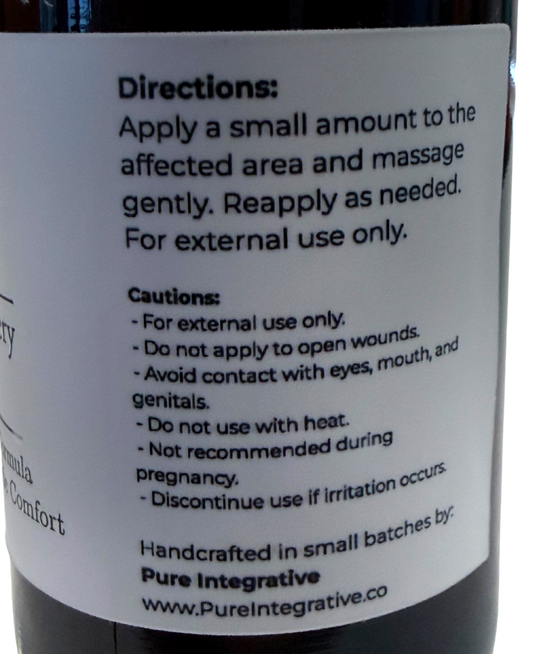 Directions:
Apply a small amount to the
affected area and massage
gently. Reapply as needed.
For external use only.
Cautions:
- For external use only.
- Do not apply to open wounds.
- Avoid contact with eyes, mouth, and
genitals.
- Do not use with heat.
- Not recommended during
pregnancy.
- Discontinue use if irritation occurs.
Handcrafted in small batches by:
Pure Integrative
www.PureIntegrative.co
Comfort